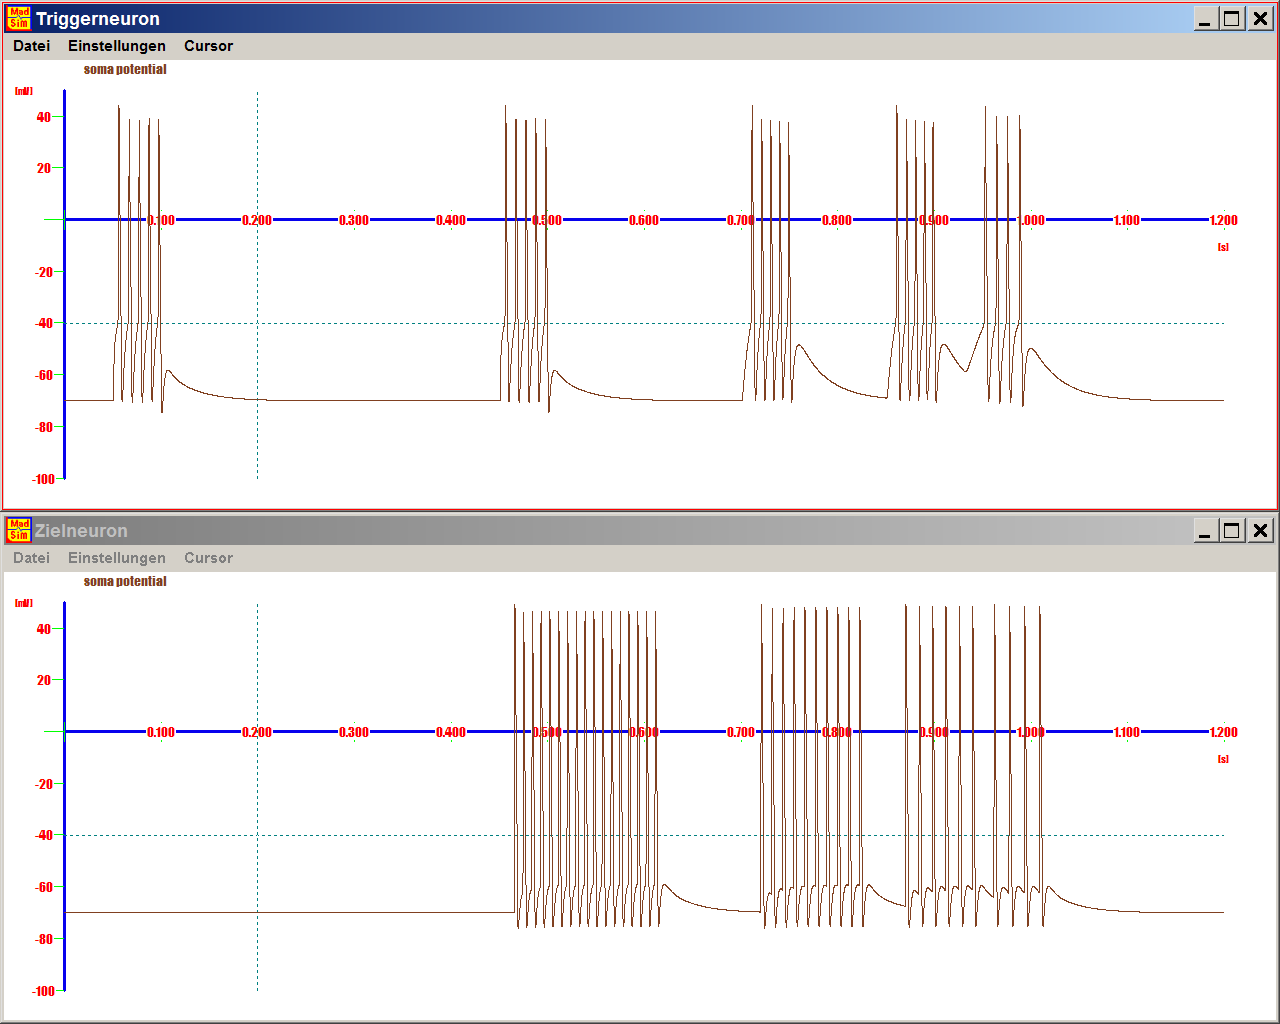 Mad Sim Triggerneuron
Datei Einstellungen Cursor
soma potential
[mV]
40
20
0.100 0.200 0.300 0.400 0.500 0.600 0.700 0.800 0.900 1.000 1.100 1.200
[s]
-20
-40
-60
-80
-100
Mad Sim Zielneuron
Datei Einstellungen Cursor
soma potential
[mV]
40
20
0.100 0.200 0.300 0.400 0.500 0.600 0.700 0.800 0.900 1.000 1.100 1.200
[s]
-20
-40
-60
-80
-100